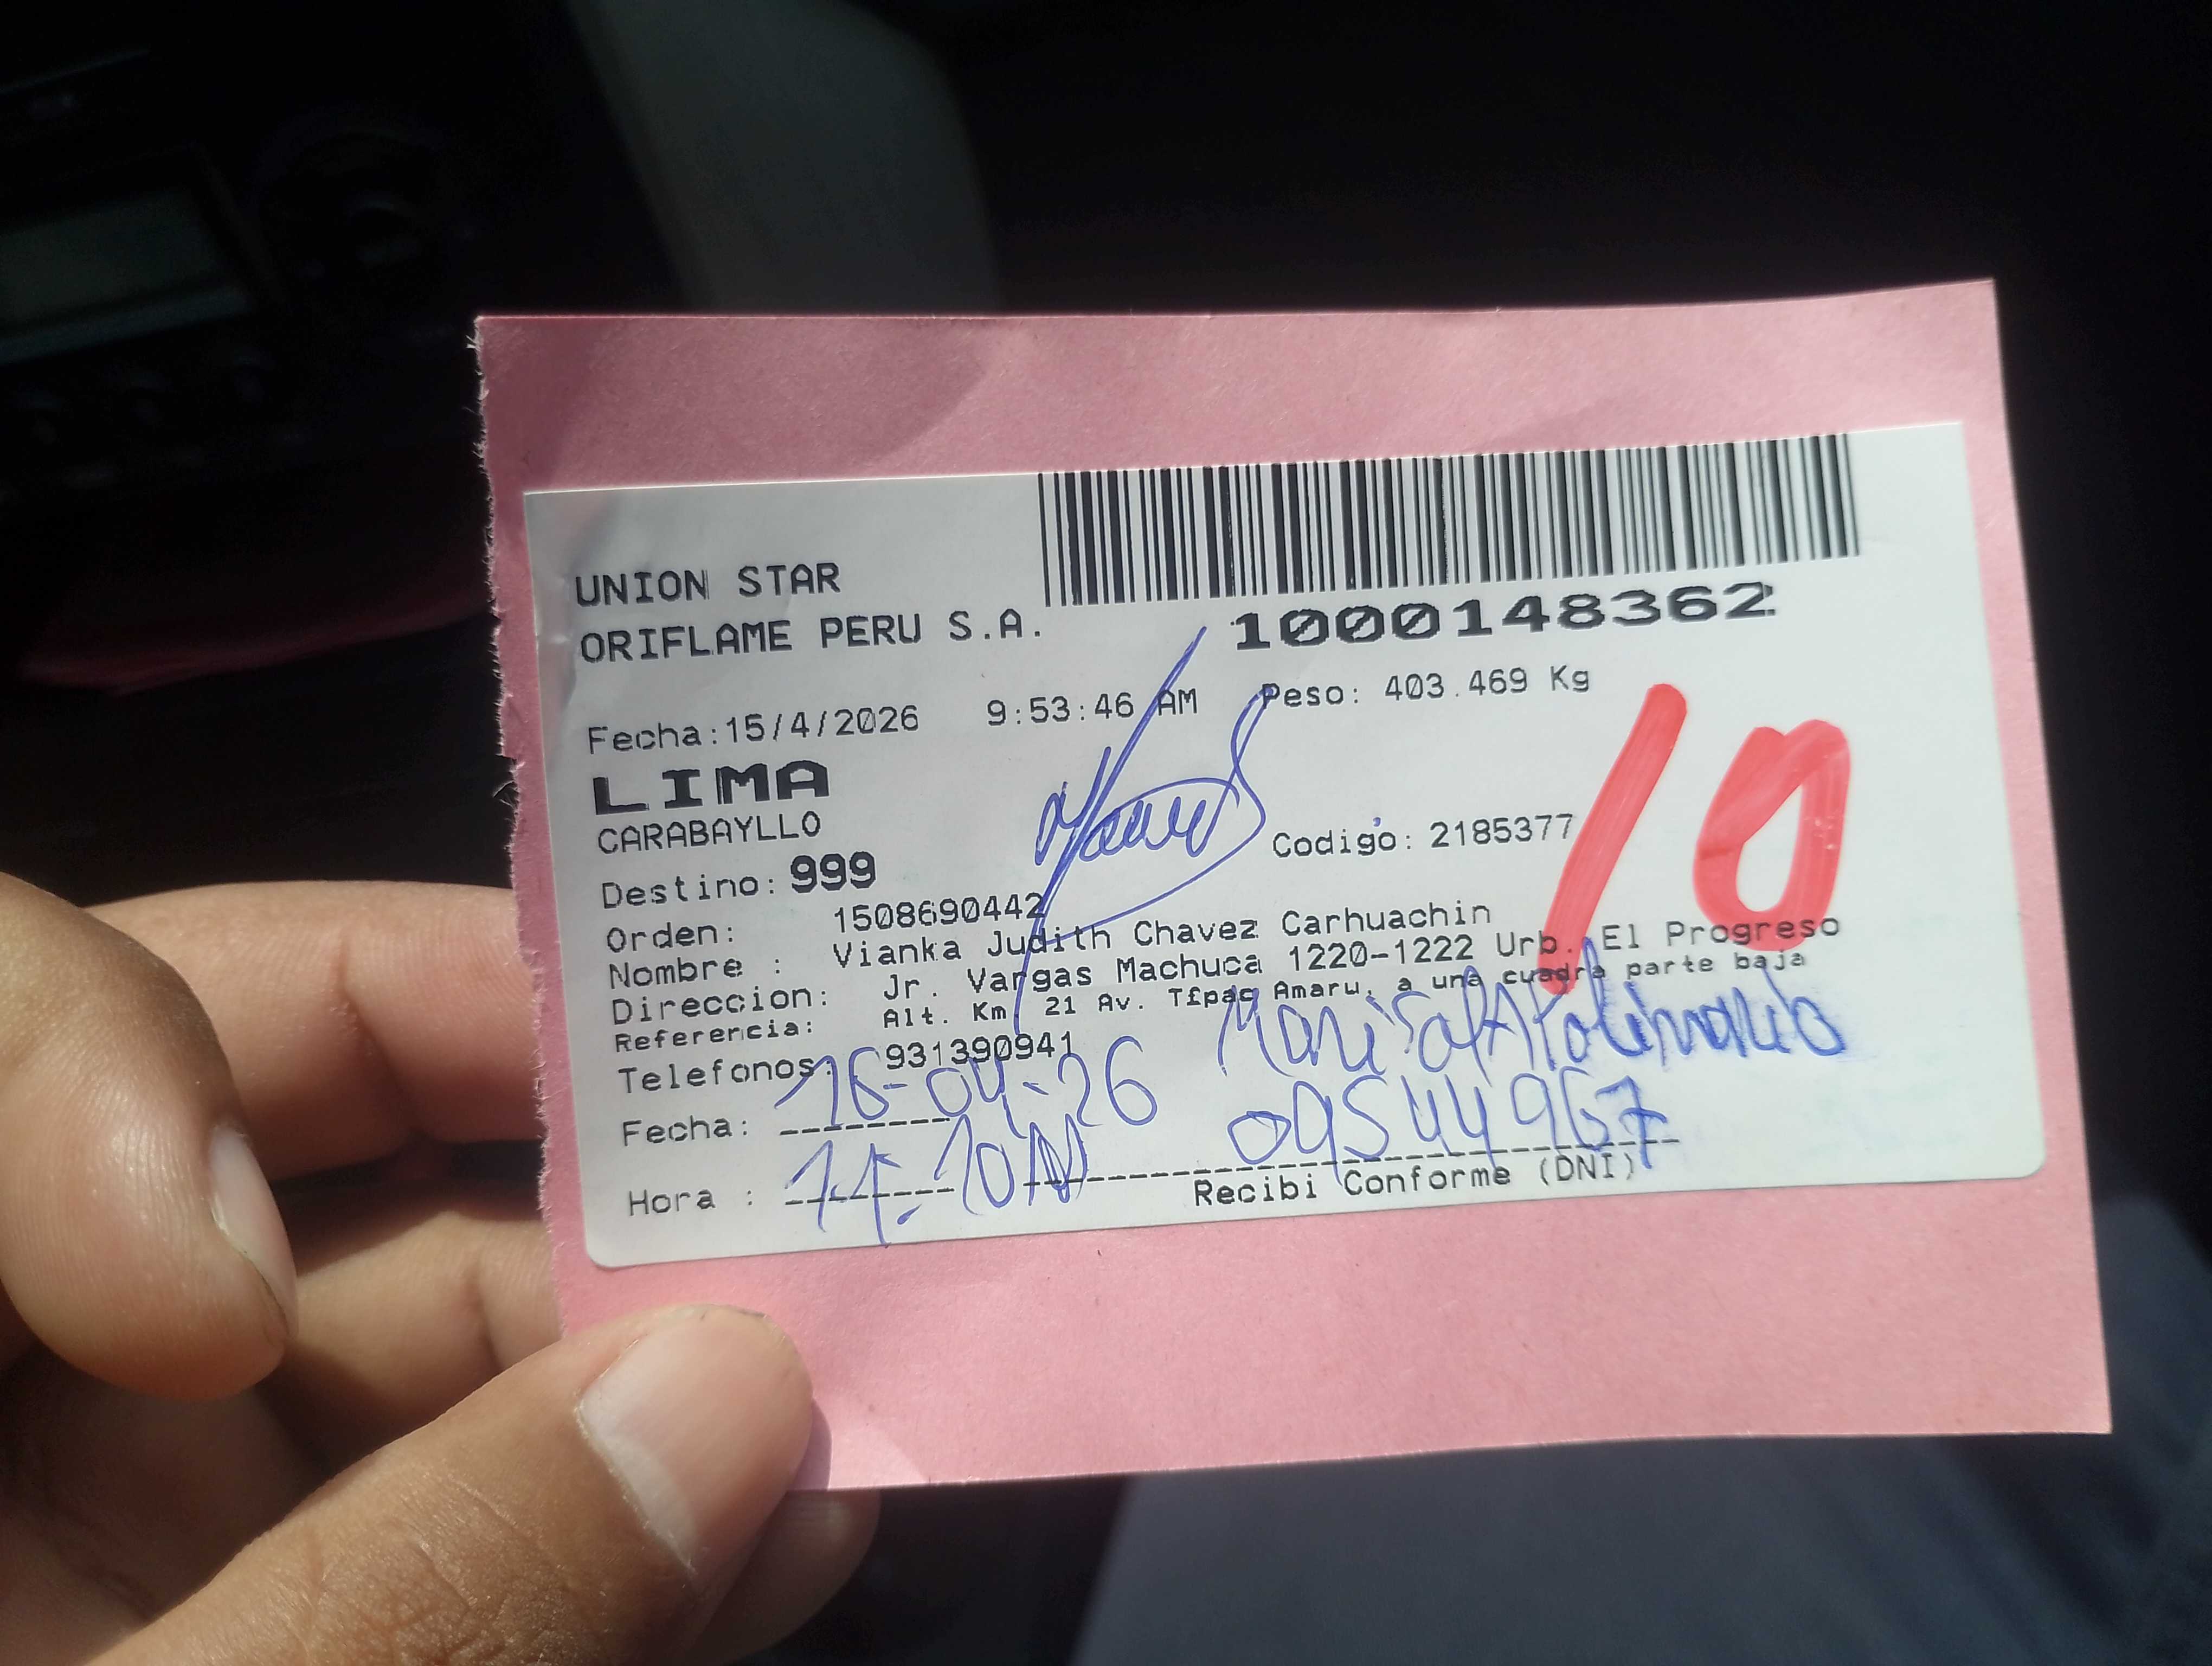 UNION STAR
ORIFLAME PERU S.A.
1000148362
Fecha:15/4/2026 9:53:46 AM Peso: 403.469 Kg
LIMA
CARABAYLLO
Destino: 999 Codigo: 2185377
10
Orden: 1508690442
Nombre : Vianka Judith Chavez Carhuachin
Direccion: Jr. Vargas Machuca 1220-1222 Urb. El Progreso
Referencia: Alt. Km 21 Av. T£pac Amaru, a una cuadra parte baja
Telefonos: 931390941
Fecha: 16-04-26
09544967
Hora :
Recibi Conforme (DNI)